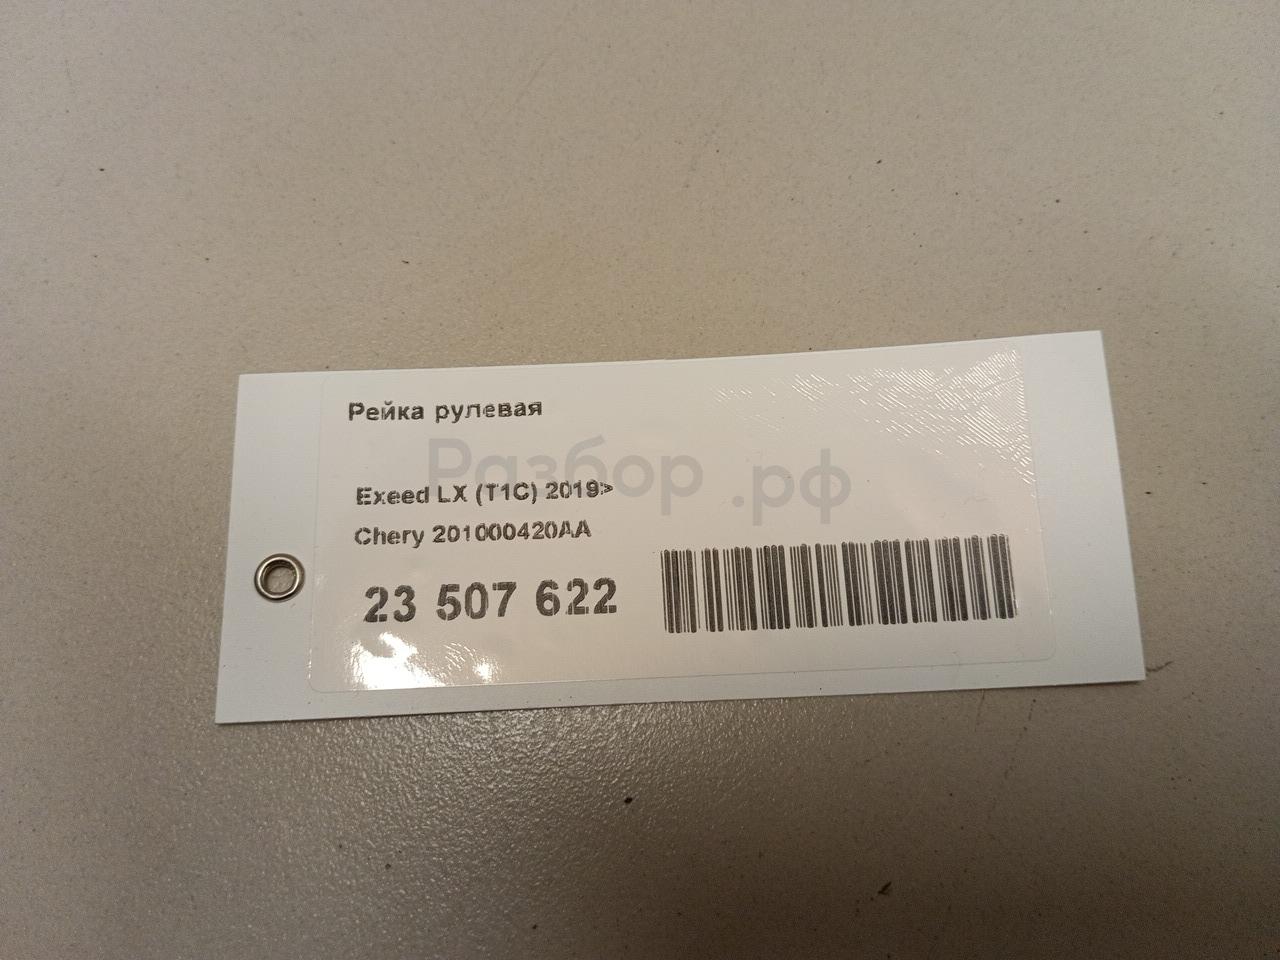 Рейка рулевая
Разбор.рф
Exeed LX (T1C) 2019>
Chery 201000420AA
23 507 622